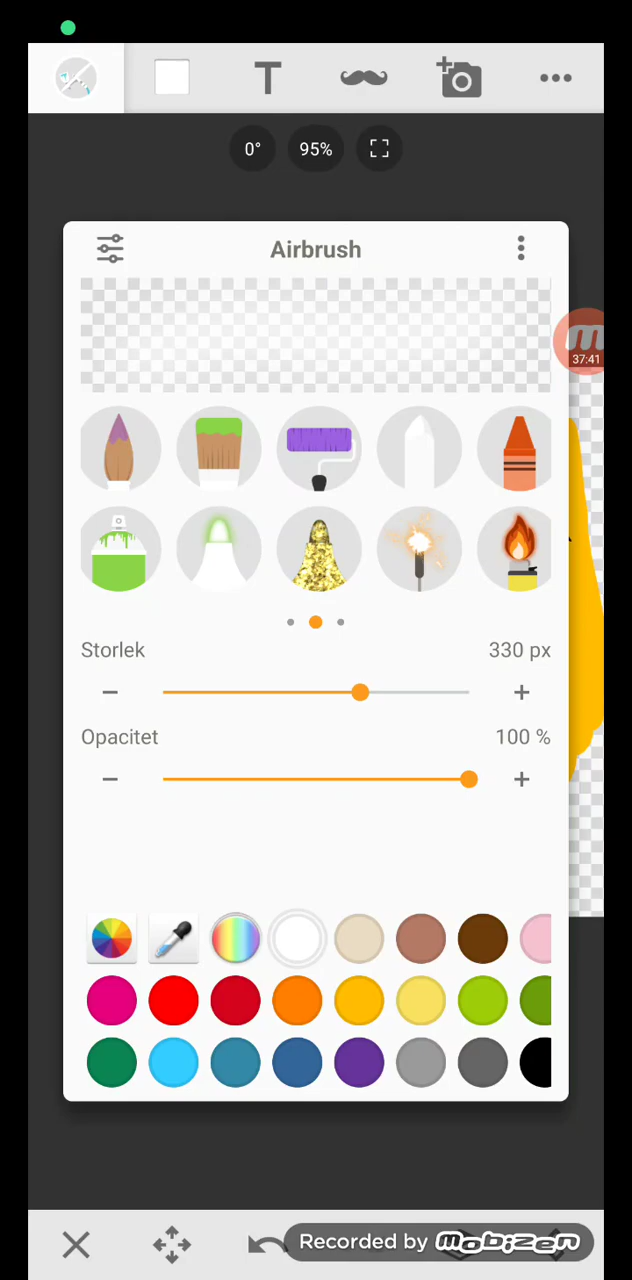 T
0°
95%
Airbrush
37:41
Storlek
330 px
Opacitet
100 %
Recorded by mobizen